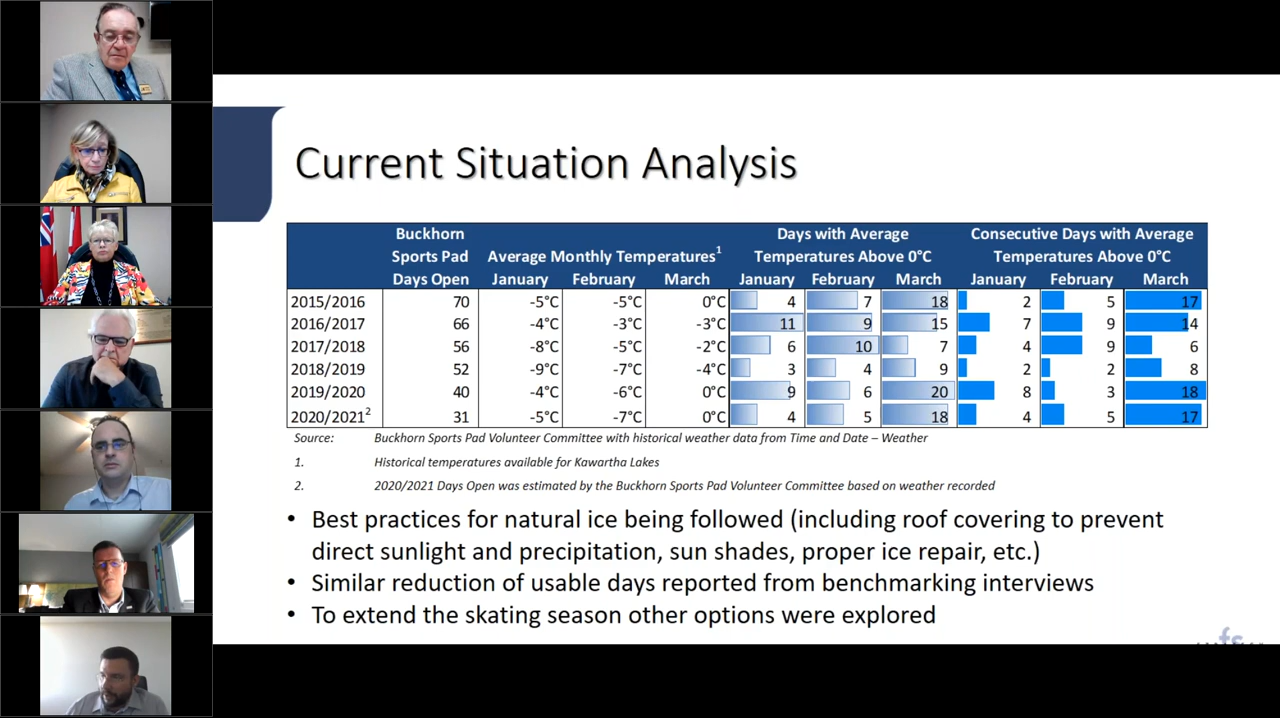 Current Situation Analysis
Buckhorn Sports Pad Days Open Average Monthly Temperatures1 Days with Average Temperatures Above 0°C Consecutive Days with Average Temperatures Above 0°C
January February March January February March January February March
2015/2016 70 -5°C -5°C 0°C 4 7 18 2 5 17
2016/2017 66 -4°C -3°C -3°C 11 9 15 7 9 14
2017/2018 56 -8°C -5°C -2°C 6 10 7 4 9 6
2018/2019 52 -9°C -7°C -4°C 3 4 9 2 2 8
2019/2020 40 -4°C -6°C 0°C 9 6 20 8 3 18
2020/20212 31 -5°C -7°C 0°C 4 5 18 4 5 17
Source: Buckhorn Sports Pad Volunteer Committee with historical weather data from Time and Date – Weather
1. Historical temperatures available for Kawartha Lakes
2. 2020/2021 Days Open was estimated by the Buckhorn Sports Pad Volunteer Committee based on weather recorded
• Best practices for natural ice being followed (including roof covering to prevent
direct sunlight and precipitation, sun shades, proper ice repair, etc.)
• Similar reduction of usable days reported from benchmarking interviews
• To extend the skating season other options were explored